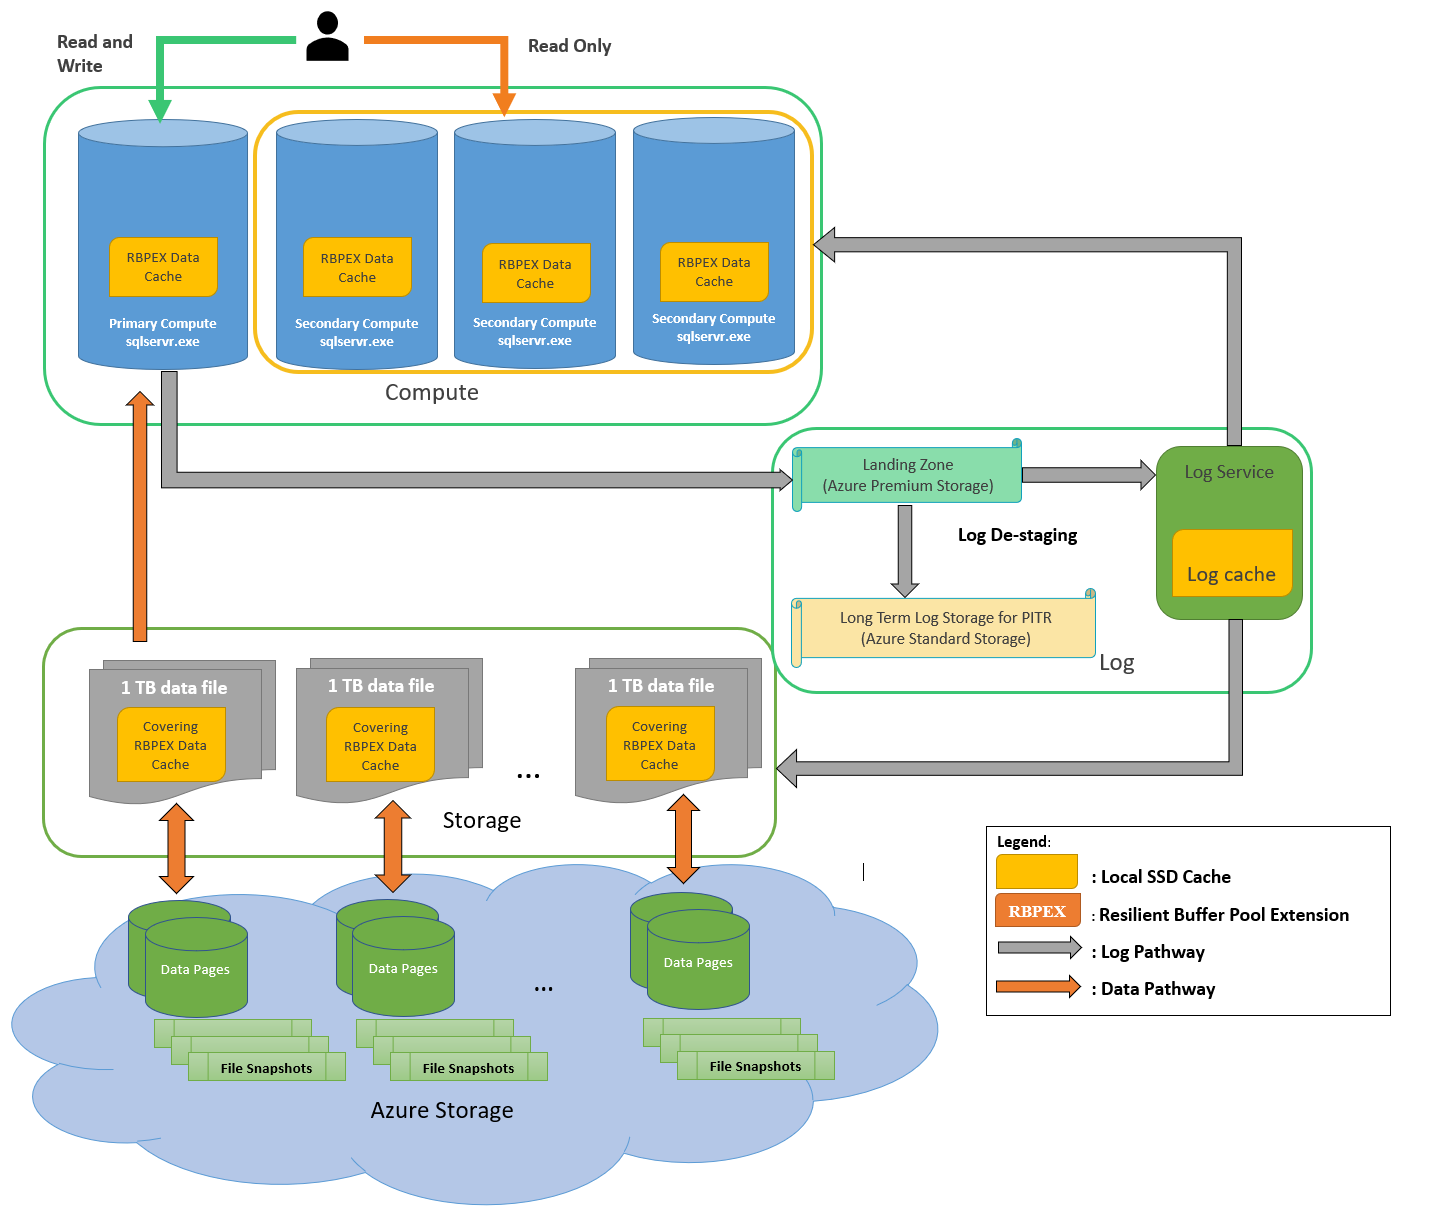 Read and
Write
Read Only
RBPEX Data
Cache
Primary Compute
sqlservr.exe
RBPEX Data
Cache
Secondary Compute
sqlservr.exe
RBPEX Data
Cache
Secondary Compute
sqlservr.exe
RBPEX Data
Cache
Secondary Compute
sqlservr.exe
Compute
Landing Zone
(Azure Premium Storage)
Log De-staging
Long Term Log Storage for PITR
(Azure Standard Storage)
Log Service
Log cache
Log
1 TB data file
Covering
RBPEX Data
Cache
1 TB data file
Covering
RBPEX Data
Cache
...
1 TB data file
Covering
RBPEX Data
Cache
Storage
Data Pages
Data Pages
...
Data Pages
File Snapshots
File Snapshots
File Snapshots
Azure Storage
Legend:
: Local SSD Cache
RBPEX : Resilient Buffer Pool Extension
: Log Pathway
: Data Pathway